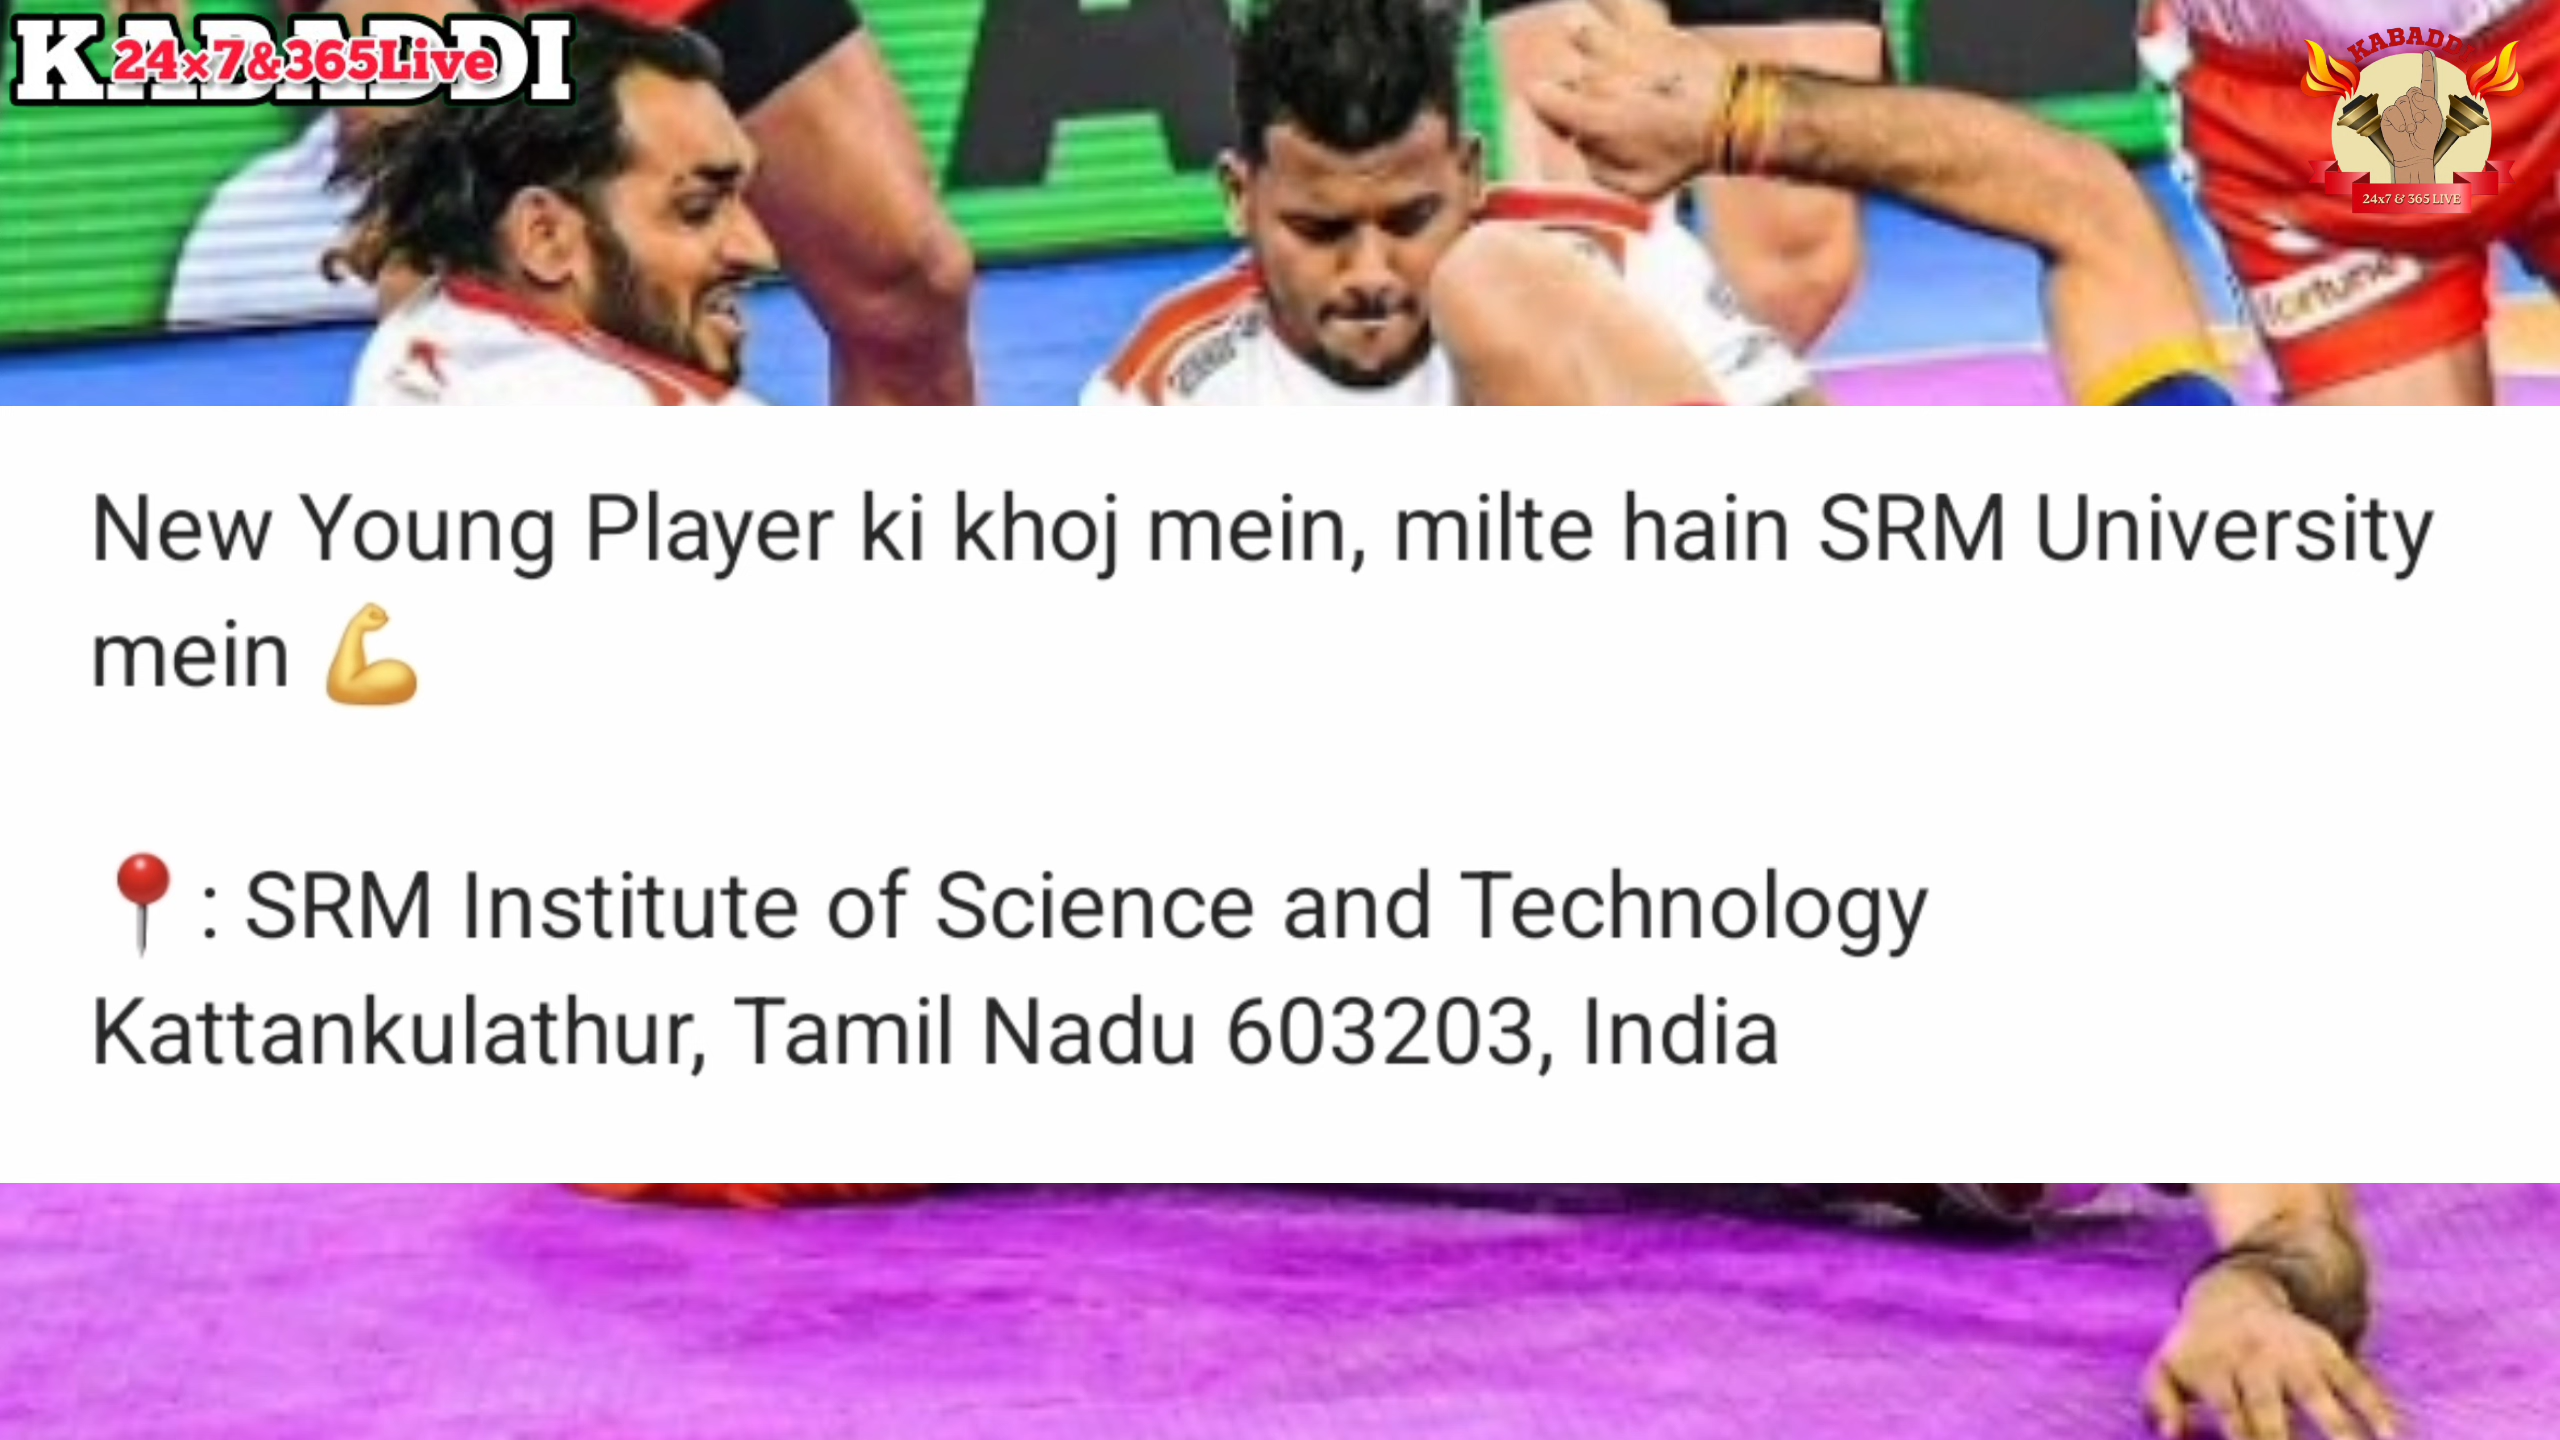 KABADDI
24×7&365Live
KABADDI
24x7 & 365 LIVE
fortune
New Young Player ki khoj mein, milte hain SRM University
mein 💪
📍: SRM Institute of Science and Technology
Kattankulathur, Tamil Nadu 603203, India